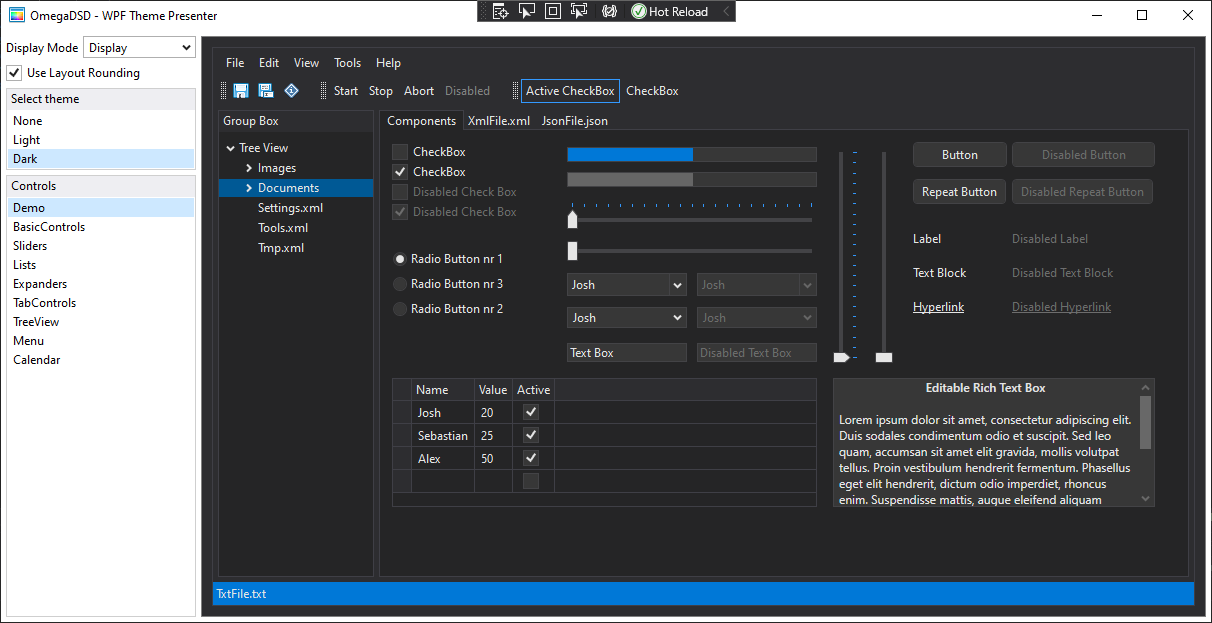 OmegaDSD - WPF Theme Presenter
Hot Reload
Display Mode
Display
Use Layout Rounding
Select theme
None
Light
Dark
Controls
Demo
BasicControls
Sliders
Lists
Expanders
TabControls
TreeView
Menu
Calendar
File Edit View Tools Help
Start Stop Abort Disabled Active CheckBox CheckBox
Group Box
Tree View
Images
Documents
Settings.xml
Tools.xml
Tmp.xml
Components XmlFile.xml JsonFile.json
CheckBox
CheckBox
Disabled Check Box
Disabled Check Box
Radio Button nr 1
Radio Button nr 3
Radio Button nr 2
Josh Josh
Josh Josh
Text Box Disabled Text Box
Button Disabled Button
Repeat Button Disabled Repeat Button
Label Disabled Label
Text Block Disabled Text Block
Hyperlink Disabled Hyperlink
Name Value Active
Josh 20
Sebastian 25
Alex 50
Editable Rich Text Box
Lorem ipsum dolor sit amet, consectetur adipiscing elit.
Duis sodales condimentum odio et suscipit. Sed leo
quam, accumsan sit amet elit gravida, mollis volutpat
tellus. Proin vestibulum hendrerit fermentum. Phasellus
eget elit hendrerit, dictum odio imperdiet, rhoncus
enim. Suspendisse mattis, augue eleifend aliquam
TxtFile.txt